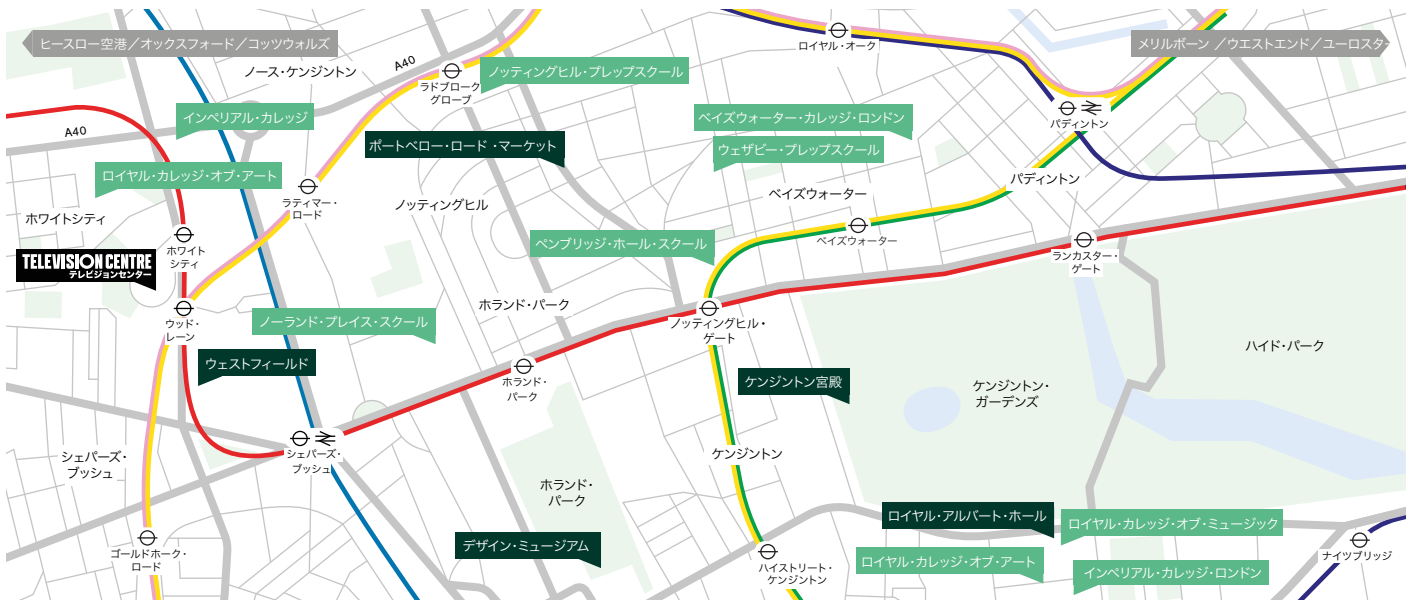 ヒースロー空港／オックスフォード／コッツウォルズ
ノース・ケンジントン
A40
ラドブローク
グローブ
ノッティングヒル・プレップスクール
ロイヤル・オーク
メリルボーン ／ウエストエンド／ユーロスター
インペリアル・カレッジ
A40
ポートベロー・ロード ・マーケット
ベイズウォーター・カレッジ・ロンドン
ウェザビー・プレップスクール
パディントン
ロイヤル・カレッジ・オブ・アート
ラティマー・
ロード
ノッティングヒル
ベイズウォーター
パディントン
ホワイトシティ
ホワイト
シティ
TELEVISION CENTRE
テレビジョンセンター
ペンブリッジ・ホール・スクール
ベイズウォーター
ランカスター・
ゲート
ウッド・
レーン
ノーランド・プレイス・スクール
ホランド・パーク
ノッティングヒル・
ゲート
ハイド・パーク
ウェストフィールド
ホランド・
パーク
ケンジントン宮殿
ケンジントン・
ガーデンズ
シェパーズ・
ブッシュ
シェパーズ・
ブッシュ
ケンジントン
ホランド・
パーク
ロイヤル・アルバート・ホール
ロイヤル・カレッジ・オブ・ミュージック
ゴールドホーク・
ロード
デザイン・ミュージアム
ハイストリート・
ケンジントン
ロイヤル・カレッジ・オブ・アート
インペリアル・カレッジ・ロンドン
ナイツブリッジ